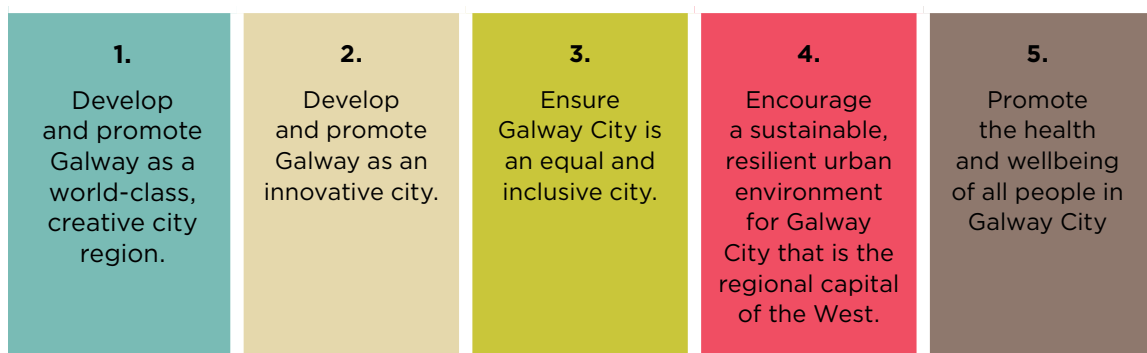 1.
Develop
and promote
Galway as a
world-class,
creative city
region.
2.
Develop
and promote
Galway as an
innovative city.
3.
Ensure
Galway City is
an equal and
inclusive city.
4.
Encourage
a sustainable,
resilient urban
environment
for Galway
City that is the
regional capital
of the West.
5.
Promote
the health
and wellbeing
of all people in
Galway City